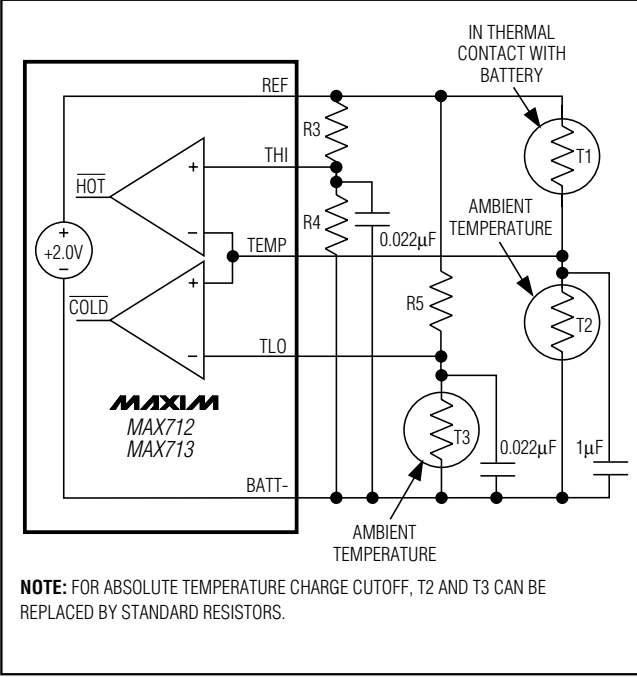 IN THERMAL
CONTACT WITH
BATTERY
REF
R3
T1
THI
+
HOT
AMBIENT
TEMPERATURE
R4
0.022µF
−
TEMP
+
+2.0V
−
+
COLD
R5
T2
−
TLO
MAXIM
MAX712
MAX713
T3
0.022µF
1µF
BATT-
AMBIENT
TEMPERATURE
NOTE: FOR ABSOLUTE TEMPERATURE CHARGE CUTOFF, T2 AND T3 CAN BE
REPLACED BY STANDARD RESISTORS.